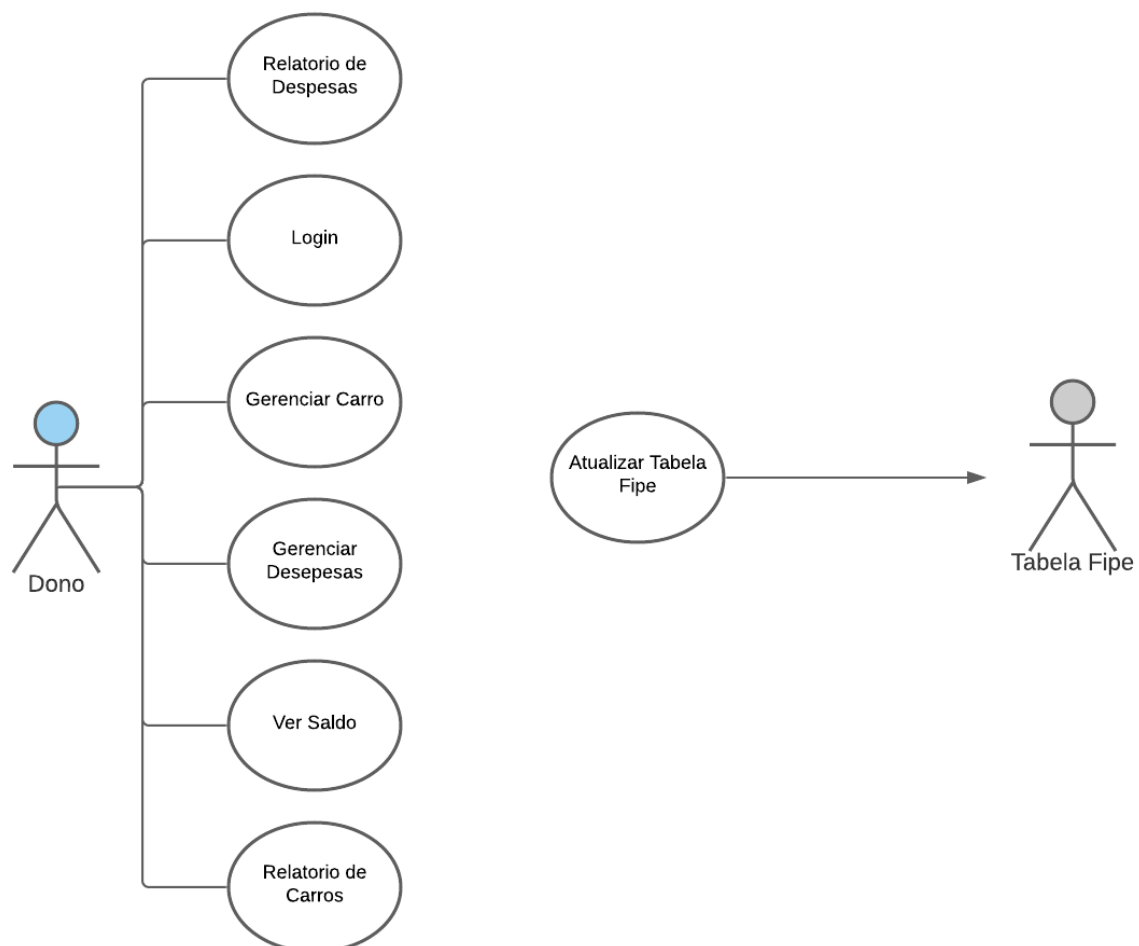 Relatorio de
Despesas
Login
Gerenciar Carro
Gerenciar
Desepesas
Ver Saldo
Relatorio de
Carros
Dono
Atualizar Tabela
Fipe
Tabela Fipe